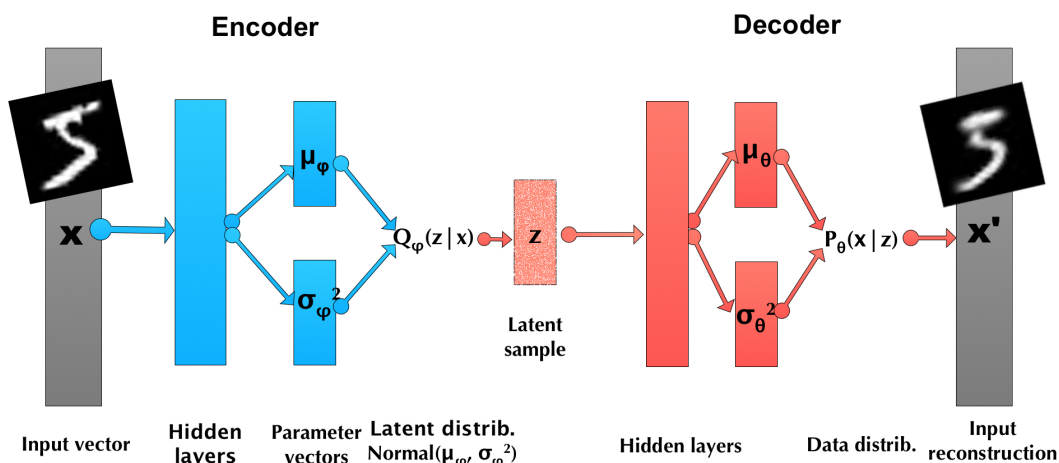 Encoder
Decoder
x
μφ
σφ²
Qφ(z | x)
z
μθ
σθ²
Pθ(x | z)
x'
Latent
sample
Input vector
Hidden
layers
Parameter
vectors
Latent distrib.
Normal(μφ, σφ²)
Hidden layers
Data distrib.
Input
reconstruction